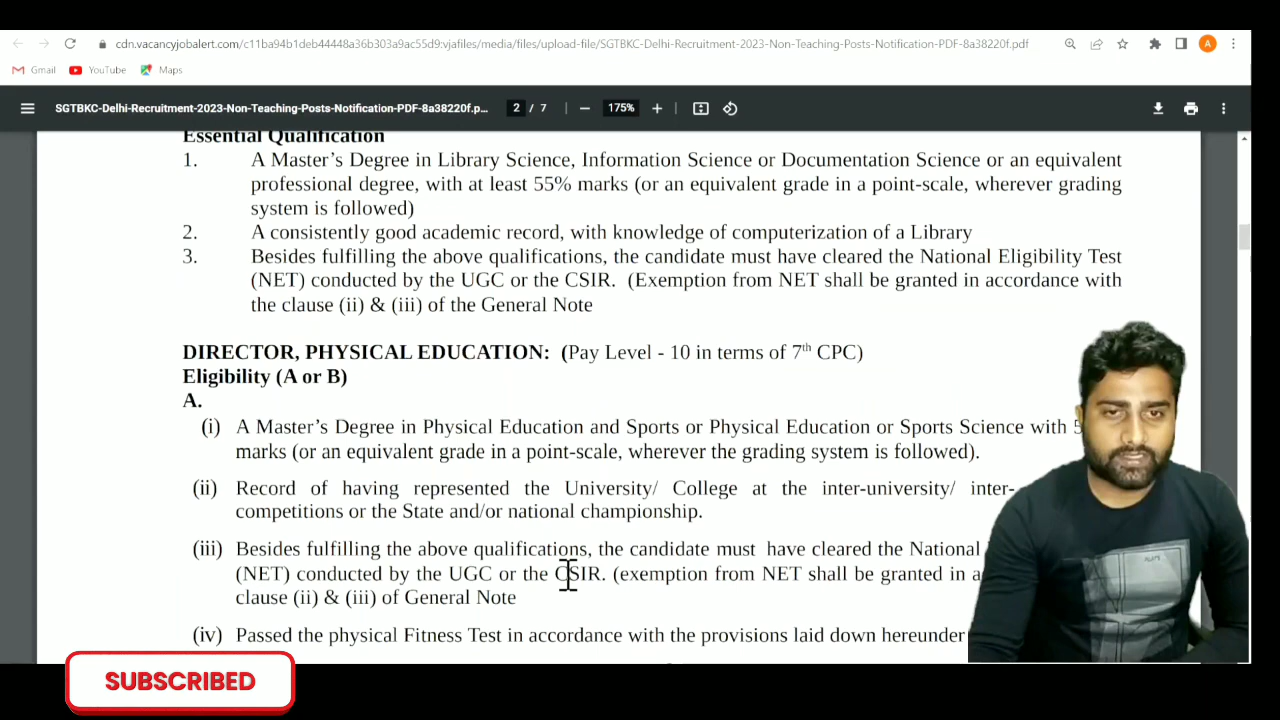 cdn.vacancyjobalert.com/c11ba94b1deb44448a36b303a9ac55d9:vjafiles/media/files/upload-file/SGTBKC-Delhi-Recruitment-2023-Non-Teaching-Posts-Notification-PDF-8a38220f.pdf
A
Gmail YouTube Maps
SGTBKC-Delhi-Recruitment-2023-Non-Teaching-Posts-Notification-PDF-8a38220f.p... 2 / 7 175%
Essential Qualification
1. A Master's Degree in Library Science, Information Science or Documentation Science or an equivalent
professional degree, with at least 55% marks (or an equivalent grade in a point-scale, wherever grading
system is followed)
2. A consistently good academic record, with knowledge of computerization of a Library
3. Besides fulfilling the above qualifications, the candidate must have cleared the National Eligibility Test
(NET) conducted by the UGC or the CSIR. (Exemption from NET shall be granted in accordance with
the clause (ii) & (iii) of the General Note
DIRECTOR, PHYSICAL EDUCATION: (Pay Level - 10 in terms of 7th CPC)
Eligibility (A or B)
A.
(i) A Master's Degree in Physical Education and Sports or Physical Education or Sports Science with
marks (or an equivalent grade in a point-scale, wherever the grading system is followed).
(ii) Record of having represented the University/ College at the inter-university/ inter-
competitions or the State and/or national championship.
(iii) Besides fulfilling the above qualifications, the candidate must have cleared the National
(NET) conducted by the UGC or the CSIR. (exemption from NET shall be granted in
clause (ii) & (iii) of General Note
(iv) Passed the physical Fitness Test in accordance with the provisions laid down hereunder
SUBSCRIBED